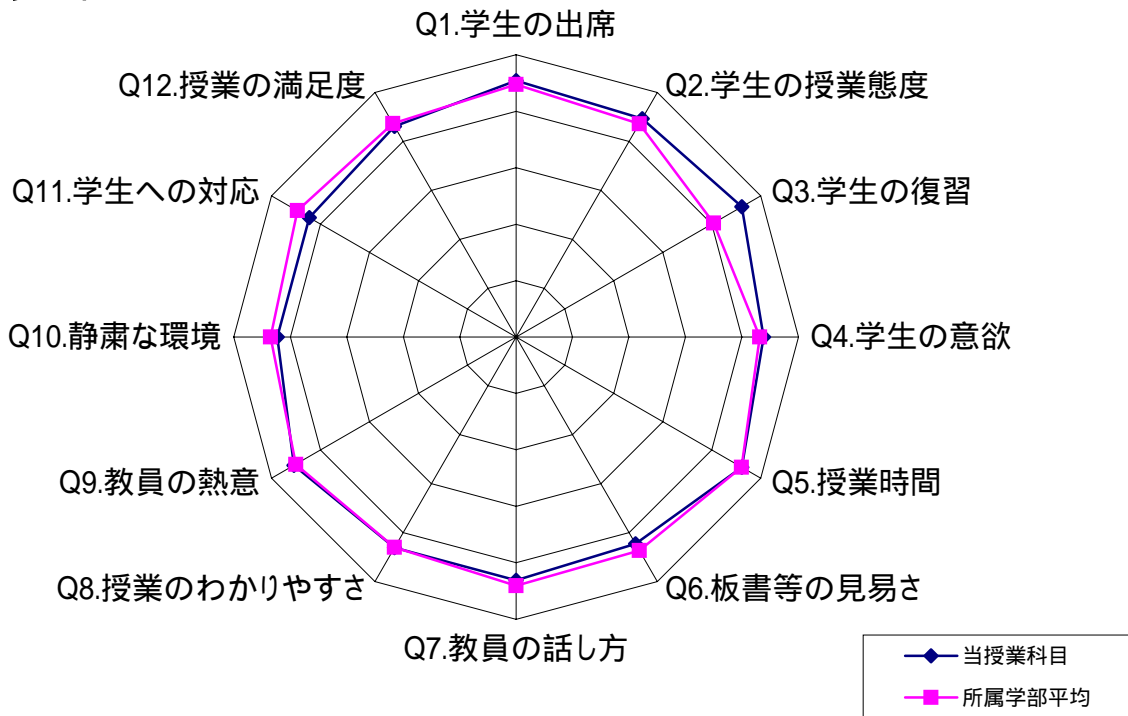 Q1.学生の出席
Q2.学生の授業態度
Q3.学生の復習
Q4.学生の意欲
Q5.授業時間
Q6.板書等の見易さ
Q7.教員の話し方
Q8.授業のわかりやすさ
Q9.教員の熱意
Q10.静粛な環境
Q11.学生への対応
Q12.授業の満足度
当授業科目
所属学部平均